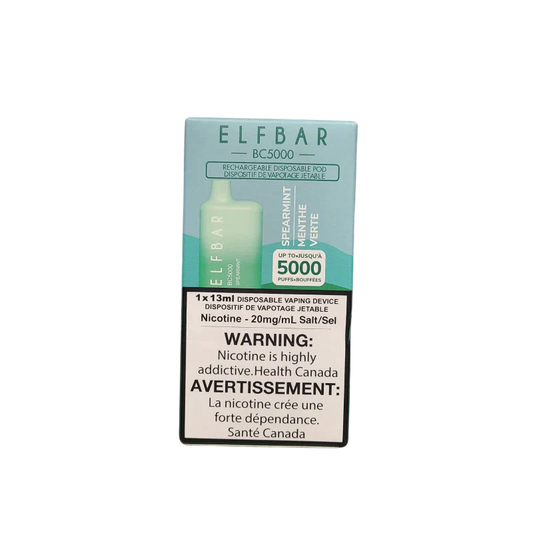 ELFBAR
BC5000
RECHARGEABLE DISPOSABLE POD
DISPOSITIF DE VAPOTAGE JETABLE
ELFBAR
BC5000
SPEARMINT
SPEARMINT
MENTHE
VERTE
UP TO•JUSQU'À
5000
PUFFS•BOUFFÉES
1 x 13ml DISPOSABLE VAPING DEVICE
DISPOSITIF DE VAPOTAGE JETABLE
Nicotine - 20mg/mL Salt/Sel
WARNING:
Nicotine is highly
addictive.Health Canada
AVERTISSEMENT:
La nicotine crée une
forte dépendance.
Santé Canada